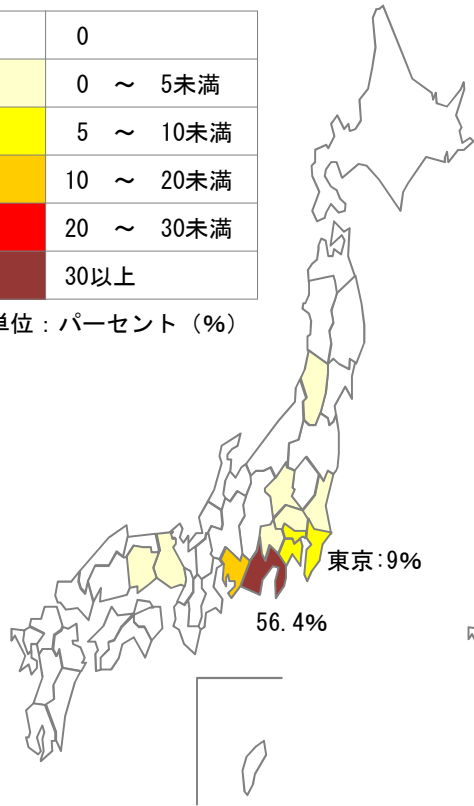 0
0 ～ 5未満
5 ～ 10未満
10 ～ 20未満
20 ～ 30未満
30以上
単位：パーセント（%）
東京:9%
56.4%